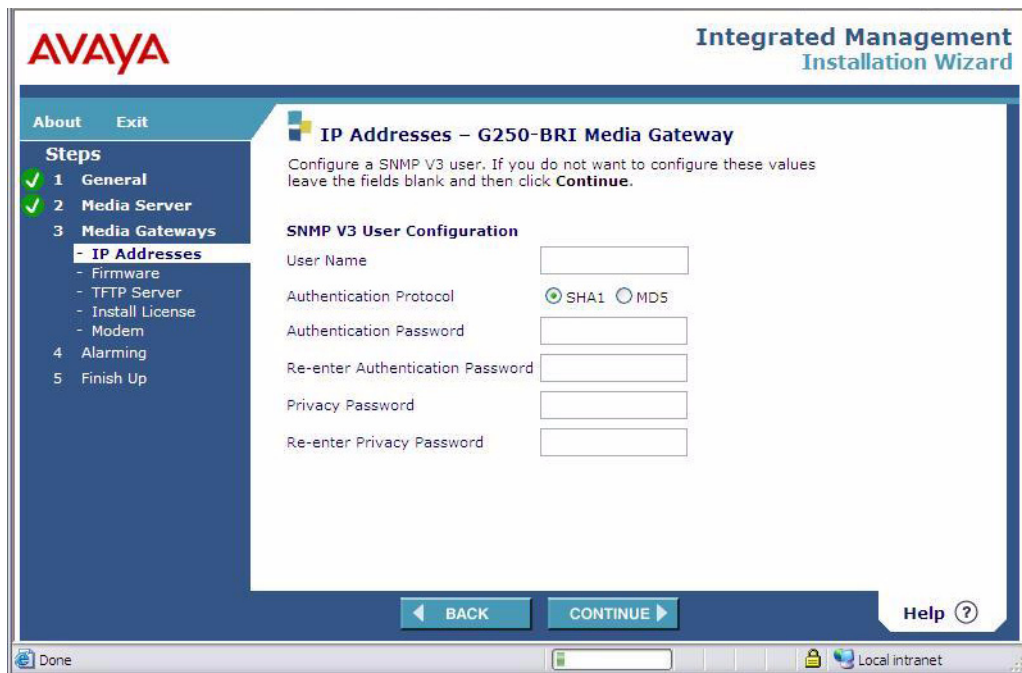 AVAYA
Integrated Management
Installation Wizard
About Exit
Steps
1 General
2 Media Server
3 Media Gateways
- IP Addresses
- Firmware
- TFTP Server
- Install License
- Modem
4 Alarming
5 Finish Up
IP Addresses – G250-BRI Media Gateway
Configure a SNMP V3 user. If you do not want to configure these values
leave the fields blank and then click Continue.
SNMP V3 User Configuration
User Name
Authentication Protocol SHA1 MD5
Authentication Password
Re-enter Authentication Password
Privacy Password
Re-enter Privacy Password
BACK CONTINUE
Help ?
Done Local intranet